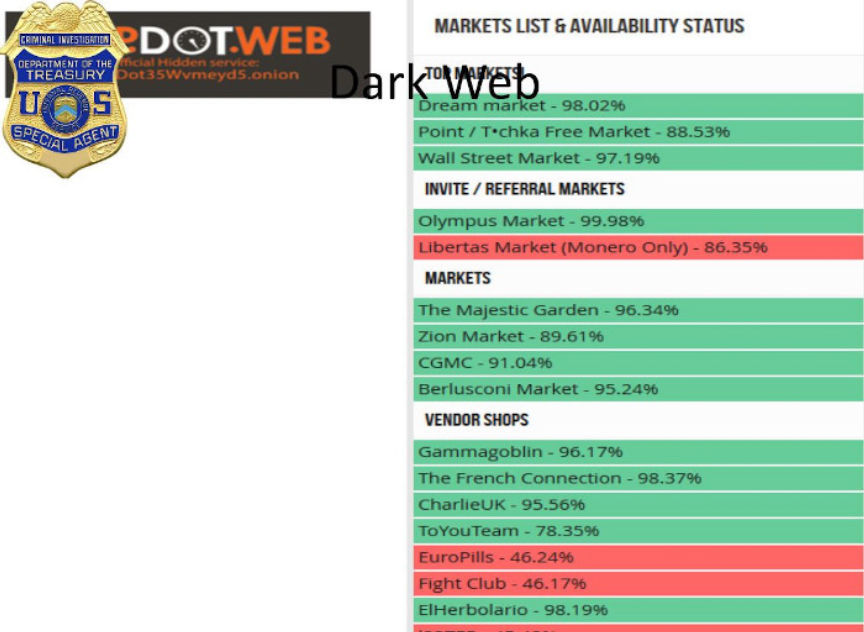 CRIMINAL INVESTIGATION
DEPARTMENT OF THE
TREASURY
U S
SPECIAL AGENT
DOT.WEB
Hidden service:
Dot35Wvmeyd5.onion
Dark Web
MARKETS LIST & AVAILABILITY STATUS
TOP MARKETS!
Dream market - 98.02%
Point / T•chka Free Market - 88.53%
Wall Street Market - 97.19%
INVITE / REFERRAL MARKETS
Olympus Market - 99.98%
Libertas Market (Monero Only) - 86.35%
MARKETS
The Majestic Garden - 96.34%
Zion Market - 89.61%
CGMC - 91.04%
Berlusconi Market - 95.24%
VENDOR SHOPS
Gammagoblin - 96.17%
The French Connection - 98.37%
CharlieUK - 95.56%
ToYouTeam - 78.35%
EuroPills - 46.24%
Fight Club - 46.17%
ElHerbolario - 98.19%